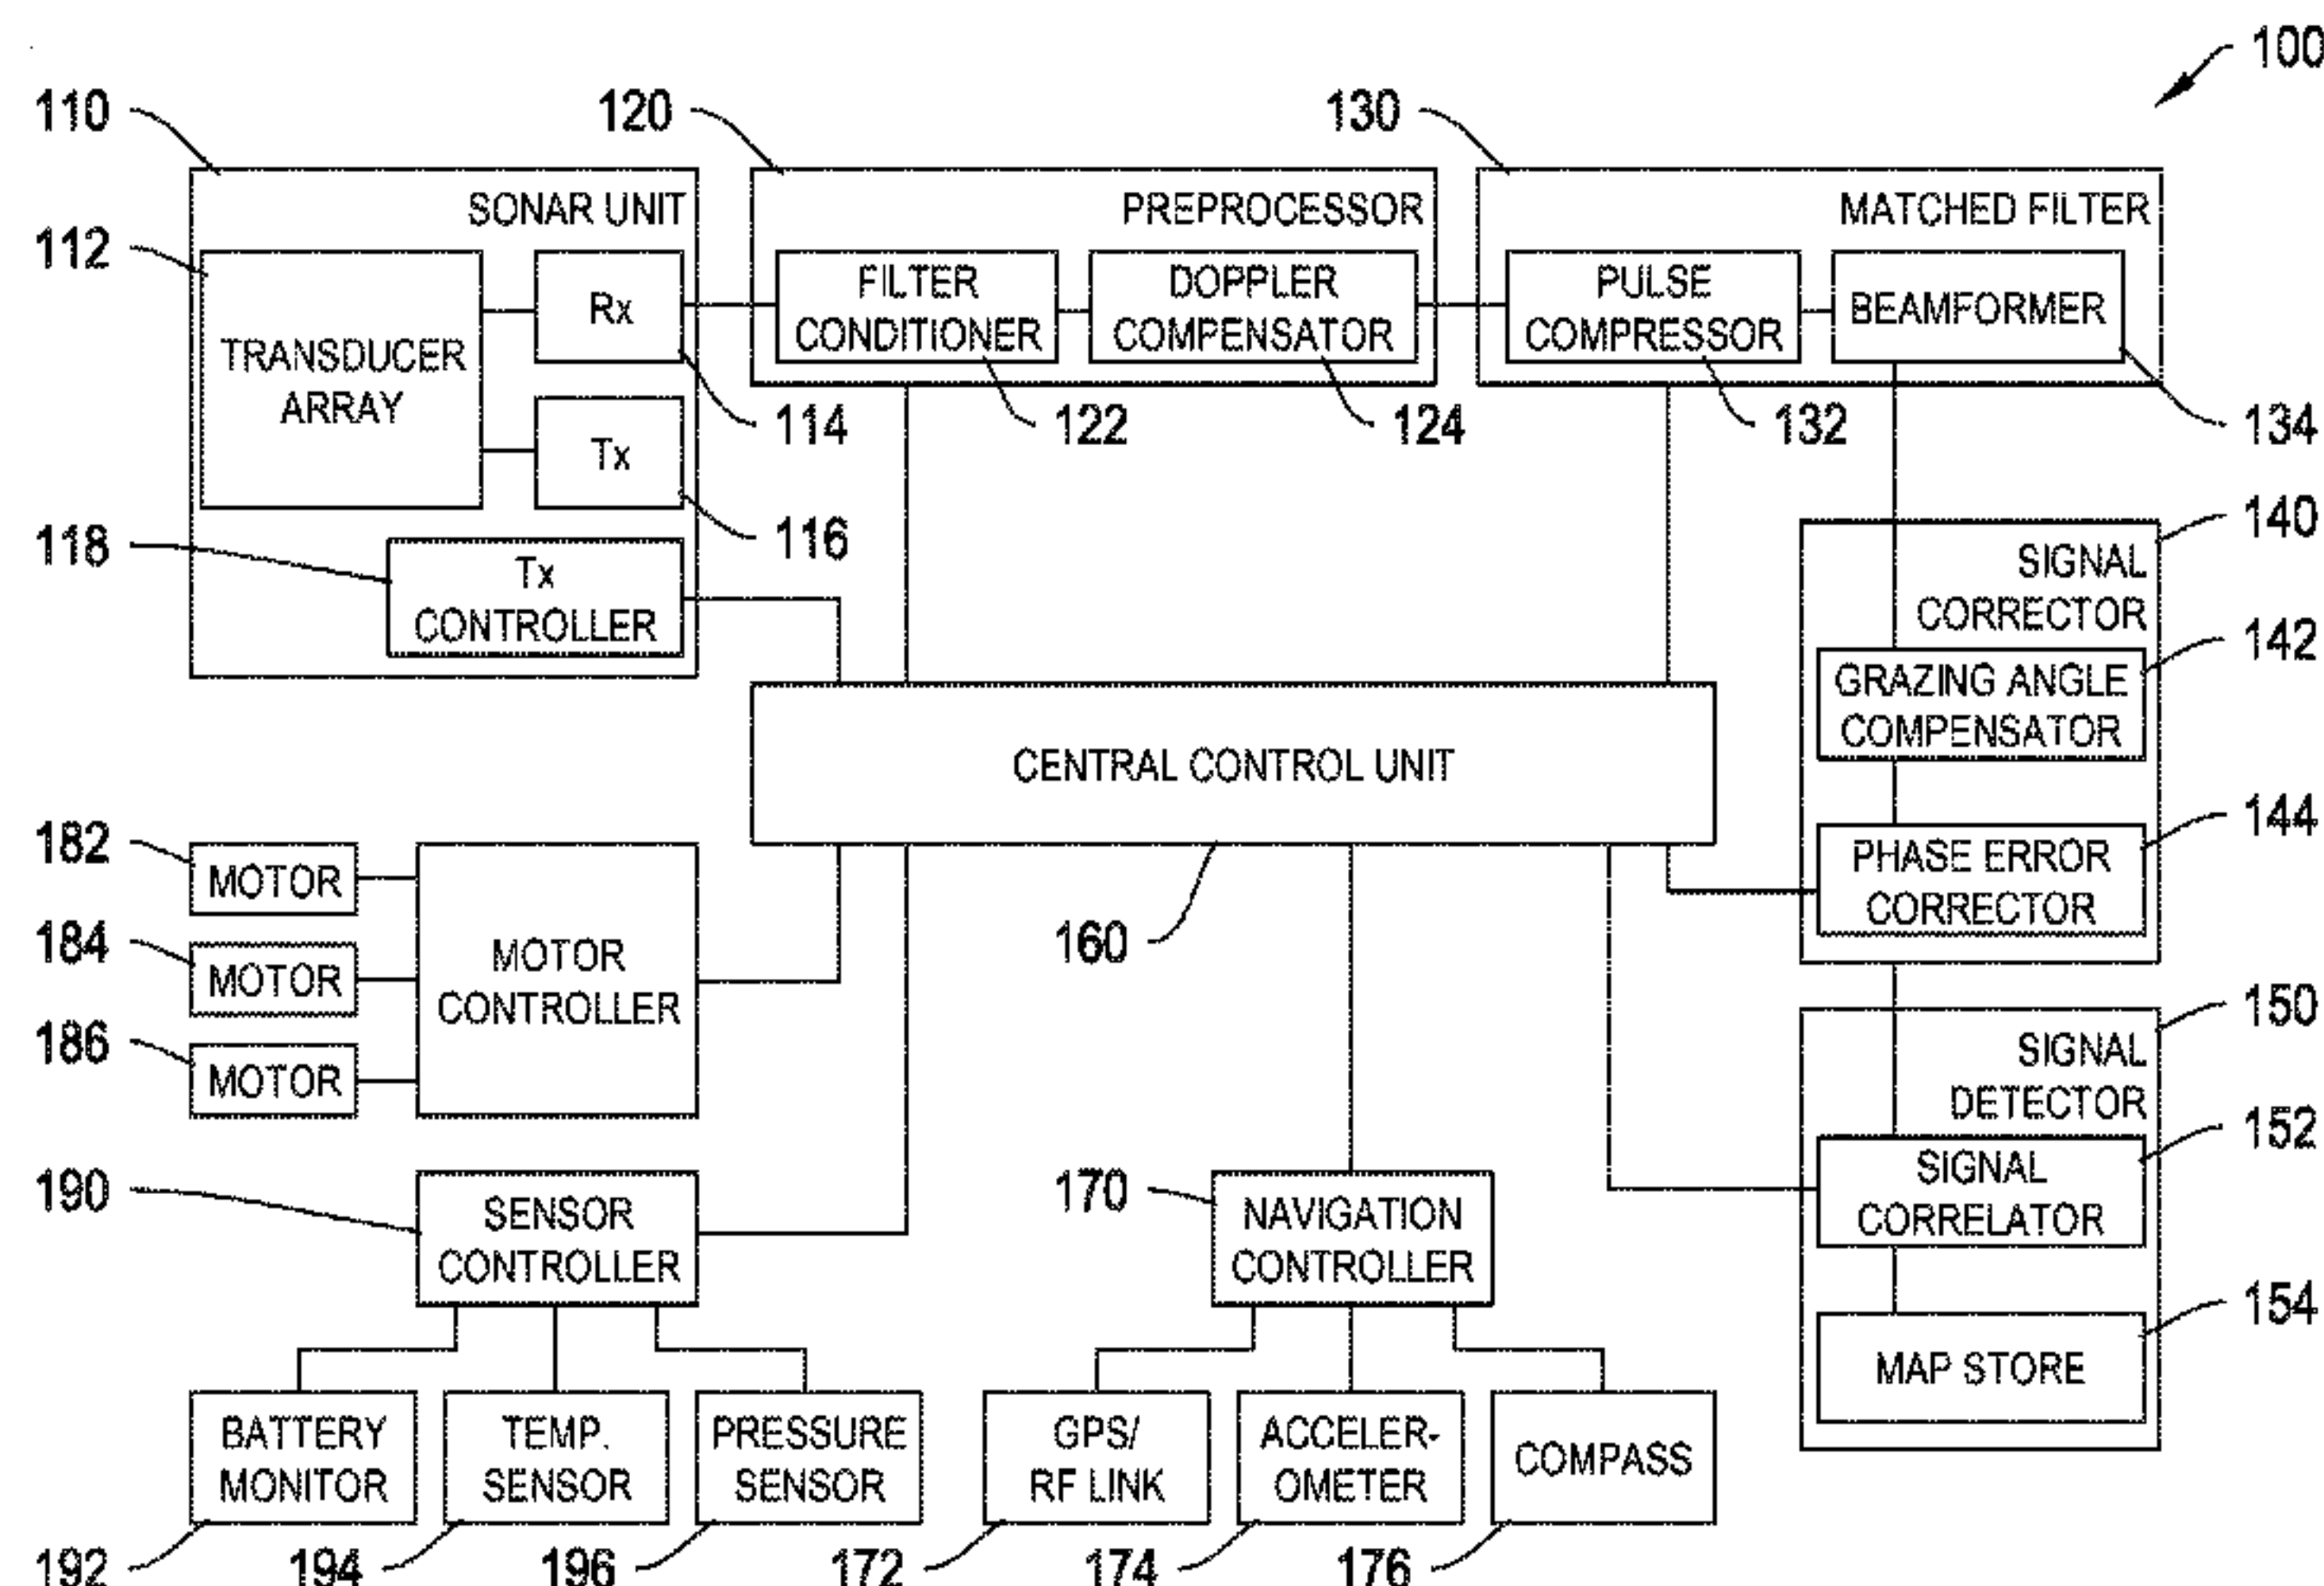 100
110
120
130
SONAR UNIT
PREPROCESSOR
MATCHED FILTER
112
TRANSDUCER
ARRAY
Rx
Tx
FILTER
CONDITIONER
DOPPLER
COMPENSATOR
PULSE
COMPRESSOR
BEAMFORMER
114
122
124
132
134
116
118
Tx
CONTROLLER
140
SIGNAL
CORRECTOR
142
GRAZING ANGLE
COMPENSATOR
CENTRAL CONTROL UNIT
144
PHASE ERROR
CORRECTOR
160
182
MOTOR
184
MOTOR
186
MOTOR
MOTOR
CONTROLLER
150
SIGNAL
DETECTOR
152
SIGNAL
CORRELATOR
154
MAP STORE
190
SENSOR
CONTROLLER
170
NAVIGATION
CONTROLLER
BATTERY
MONITOR
TEMP.
SENSOR
PRESSURE
SENSOR
GPS/
RF LINK
ACCELER-
OMETER
COMPASS
192
194
196
172
174
176